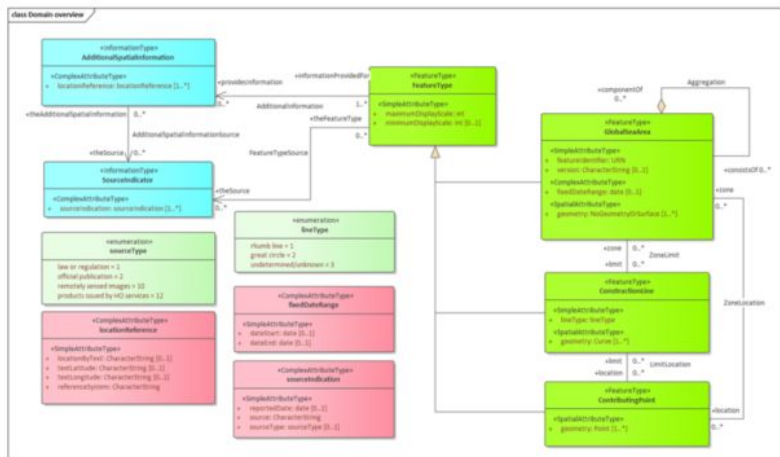 class Domain overview
«informationType»
AdditionalSpatialInformation
«ComplexAttributeType»
+ locationReference: locationReference [1..*]
«theAdditionalSpatialInformation»
0..*
AdditionalSpatialInformationSource
«theSource»
0..*
«informationType»
SourceIndicator
«ComplexAttributeType»
+ sourceIndication: sourceIndication [1..*]
«providesInformation»
0..*
AdditionalInformation
«informationProvidedFor»
1..*
«theFeatureType»
0..*
FeatureTypeSource
«theSource»
0..*
«FeatureType»
FeatureType
«SimpleAttributeType»
+ maximumDisplayScale: int
+ minimumDisplayScale: int [0..1]
«componentOf»
0..*
Aggregation
«consistsOf» 0..*
«FeatureType»
GlobalSeaArea
«SimpleAttributeType»
+ featureIdentifier: URN
+ version: CharacterString [0..1]
«ComplexAttributeType»
+ fixedDateRange: date [0..1]
«SpatialAttributeType»
+ geometry: NoGeometryOrSurface [1..*]
«zone»
0..*
«zone»
0..*
ZoneLimit
«limit»
0..*
ZoneLocation
«FeatureType»
ConstructionLine
«SimpleAttributeType»
+ lineType: lineType
«SpatialAttributeType»
+ geometry: Curve [1..*]
«limit»
0..*
LimitLocation
«location»
0..*
«FeatureType»
ContributingPoint
«SpatialAttributeType»
+ geometry: Point [1..*]
«location»
0..*
«enumeration»
sourceType
law or regulation = 1
official publication = 2
remotely sensed images = 10
products issued by HO services = 12
«enumeration»
lineType
rhumb line = 1
great circle = 2
undetermined/unknown = 3
«ComplexAttributeType»
locationReference
«SimpleAttributeType»
+ locationByText: CharacterString [0..1]
+ textLatitude: CharacterString [0..1]
+ textLongitude: CharacterString [0..1]
+ referenceSystem: CharacterString
«ComplexAttributeType»
fixedDateRange
«SimpleAttributeType»
+ dateStart: date [0..1]
+ dateEnd: date [0..1]
«ComplexAttributeType»
sourceIndication
«SimpleAttributeType»
+ reportedDate: date [0..1]
+ source: CharacterString
+ sourceType: sourceType [0..1]